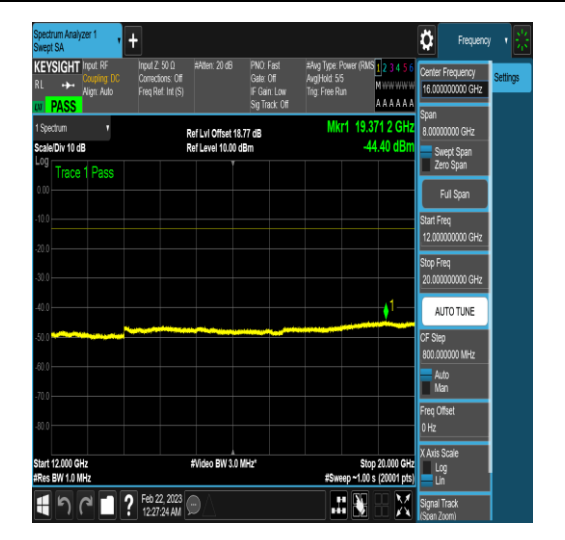 Spectrum Analyzer 1
Swept SA
+
Frequency
KEYSIGHT
RL
PASS
Input: RF
Coupling: DC
Align: Auto
Input Z: 50 Ω
Corrections: Off
Freq Ref: Int (S)
#Atten: 20 dB
PNO: Fast
Gate: Off
IF Gain: Low
Sig Track: Off
#Avg Type: Power (RMS
Avg|Hold: 5/5
Trig: Free Run
1 2 3 4 5 6
M W W W W W
A A A A A A
Center Frequency
16.000000000 GHz
Settings
Span
8.00000000 GHz
Swept Span
Zero Span
Full Span
Start Freq
12.000000000 GHz
Stop Freq
20.000000000 GHz
AUTO TUNE
CF Step
800.000000 MHz
Auto
Man
Freq Offset
0 Hz
X Axis Scale
Log
Lin
Signal Track
(Span Zoom)
1 Spectrum
Scale/Div 10 dB
Ref Lvl Offset 18.77 dB
Ref Level 10.00 dBm
Mkr1 19.371 2 GHz
-44.40 dBm
Log
Trace 1 Pass
0.00
-10.0
-20.0
-30.0
-40.0
-50.0
-60.0
-70.0
-80.0
1
Start 12.000 GHz
#Res BW 1.0 MHz
#Video BW 3.0 MHz*
Stop 20.000 GHz
#Sweep ~1.00 s (20001 pts)
?
Feb 22, 2023
12:27:24 AM